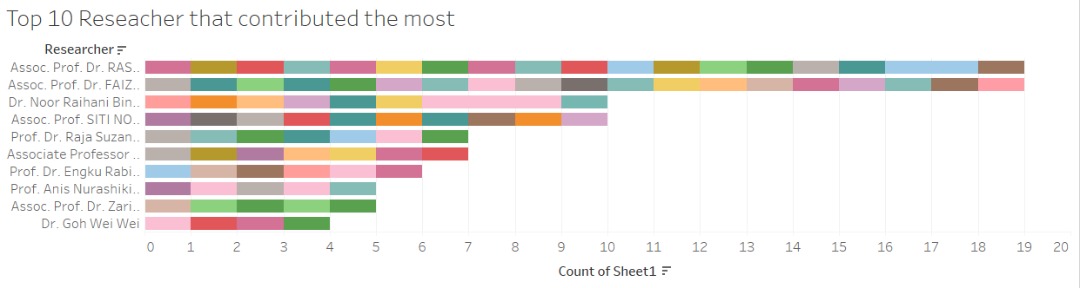 Top 10 Reseacher that contributed the most
Researcher
Assoc. Prof. Dr. RAS..
Assoc. Prof. Dr. FAIZ..
Dr. Noor Raihani Bin..
Assoc. Prof. SITI NO..
Prof. Dr. Raja Suzan..
Associate Professor ..
Prof. Dr. Engku Rabi..
Prof. Anis Nurashiki..
Assoc. Prof. Dr. Zari..
Dr. Goh Wei Wei
0 1 2 3 4 5 6 7 8 9 10 11 12 13 14 15 16 17 18 19 20
Count of Sheet1